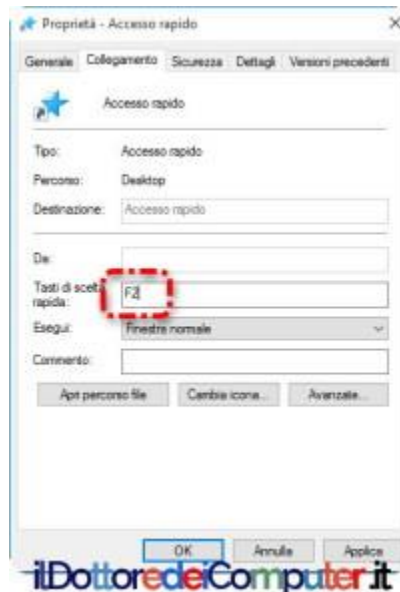 Proprietà - Accesso rapido
Generale Collegamento Sicurezza Dettagli Versioni precedenti
Accesso rapido
Tipo: Accesso rapido
Percorso: Desktop
Destinazione: Accesso rapido
Da:
Tasti di scelta rapida: F2
Esegui: Finestra normale
Commento:
Apri percorso file Cambia icona... Avanzate...
OK Annulla Applica
ilDottoredeiComputer.it